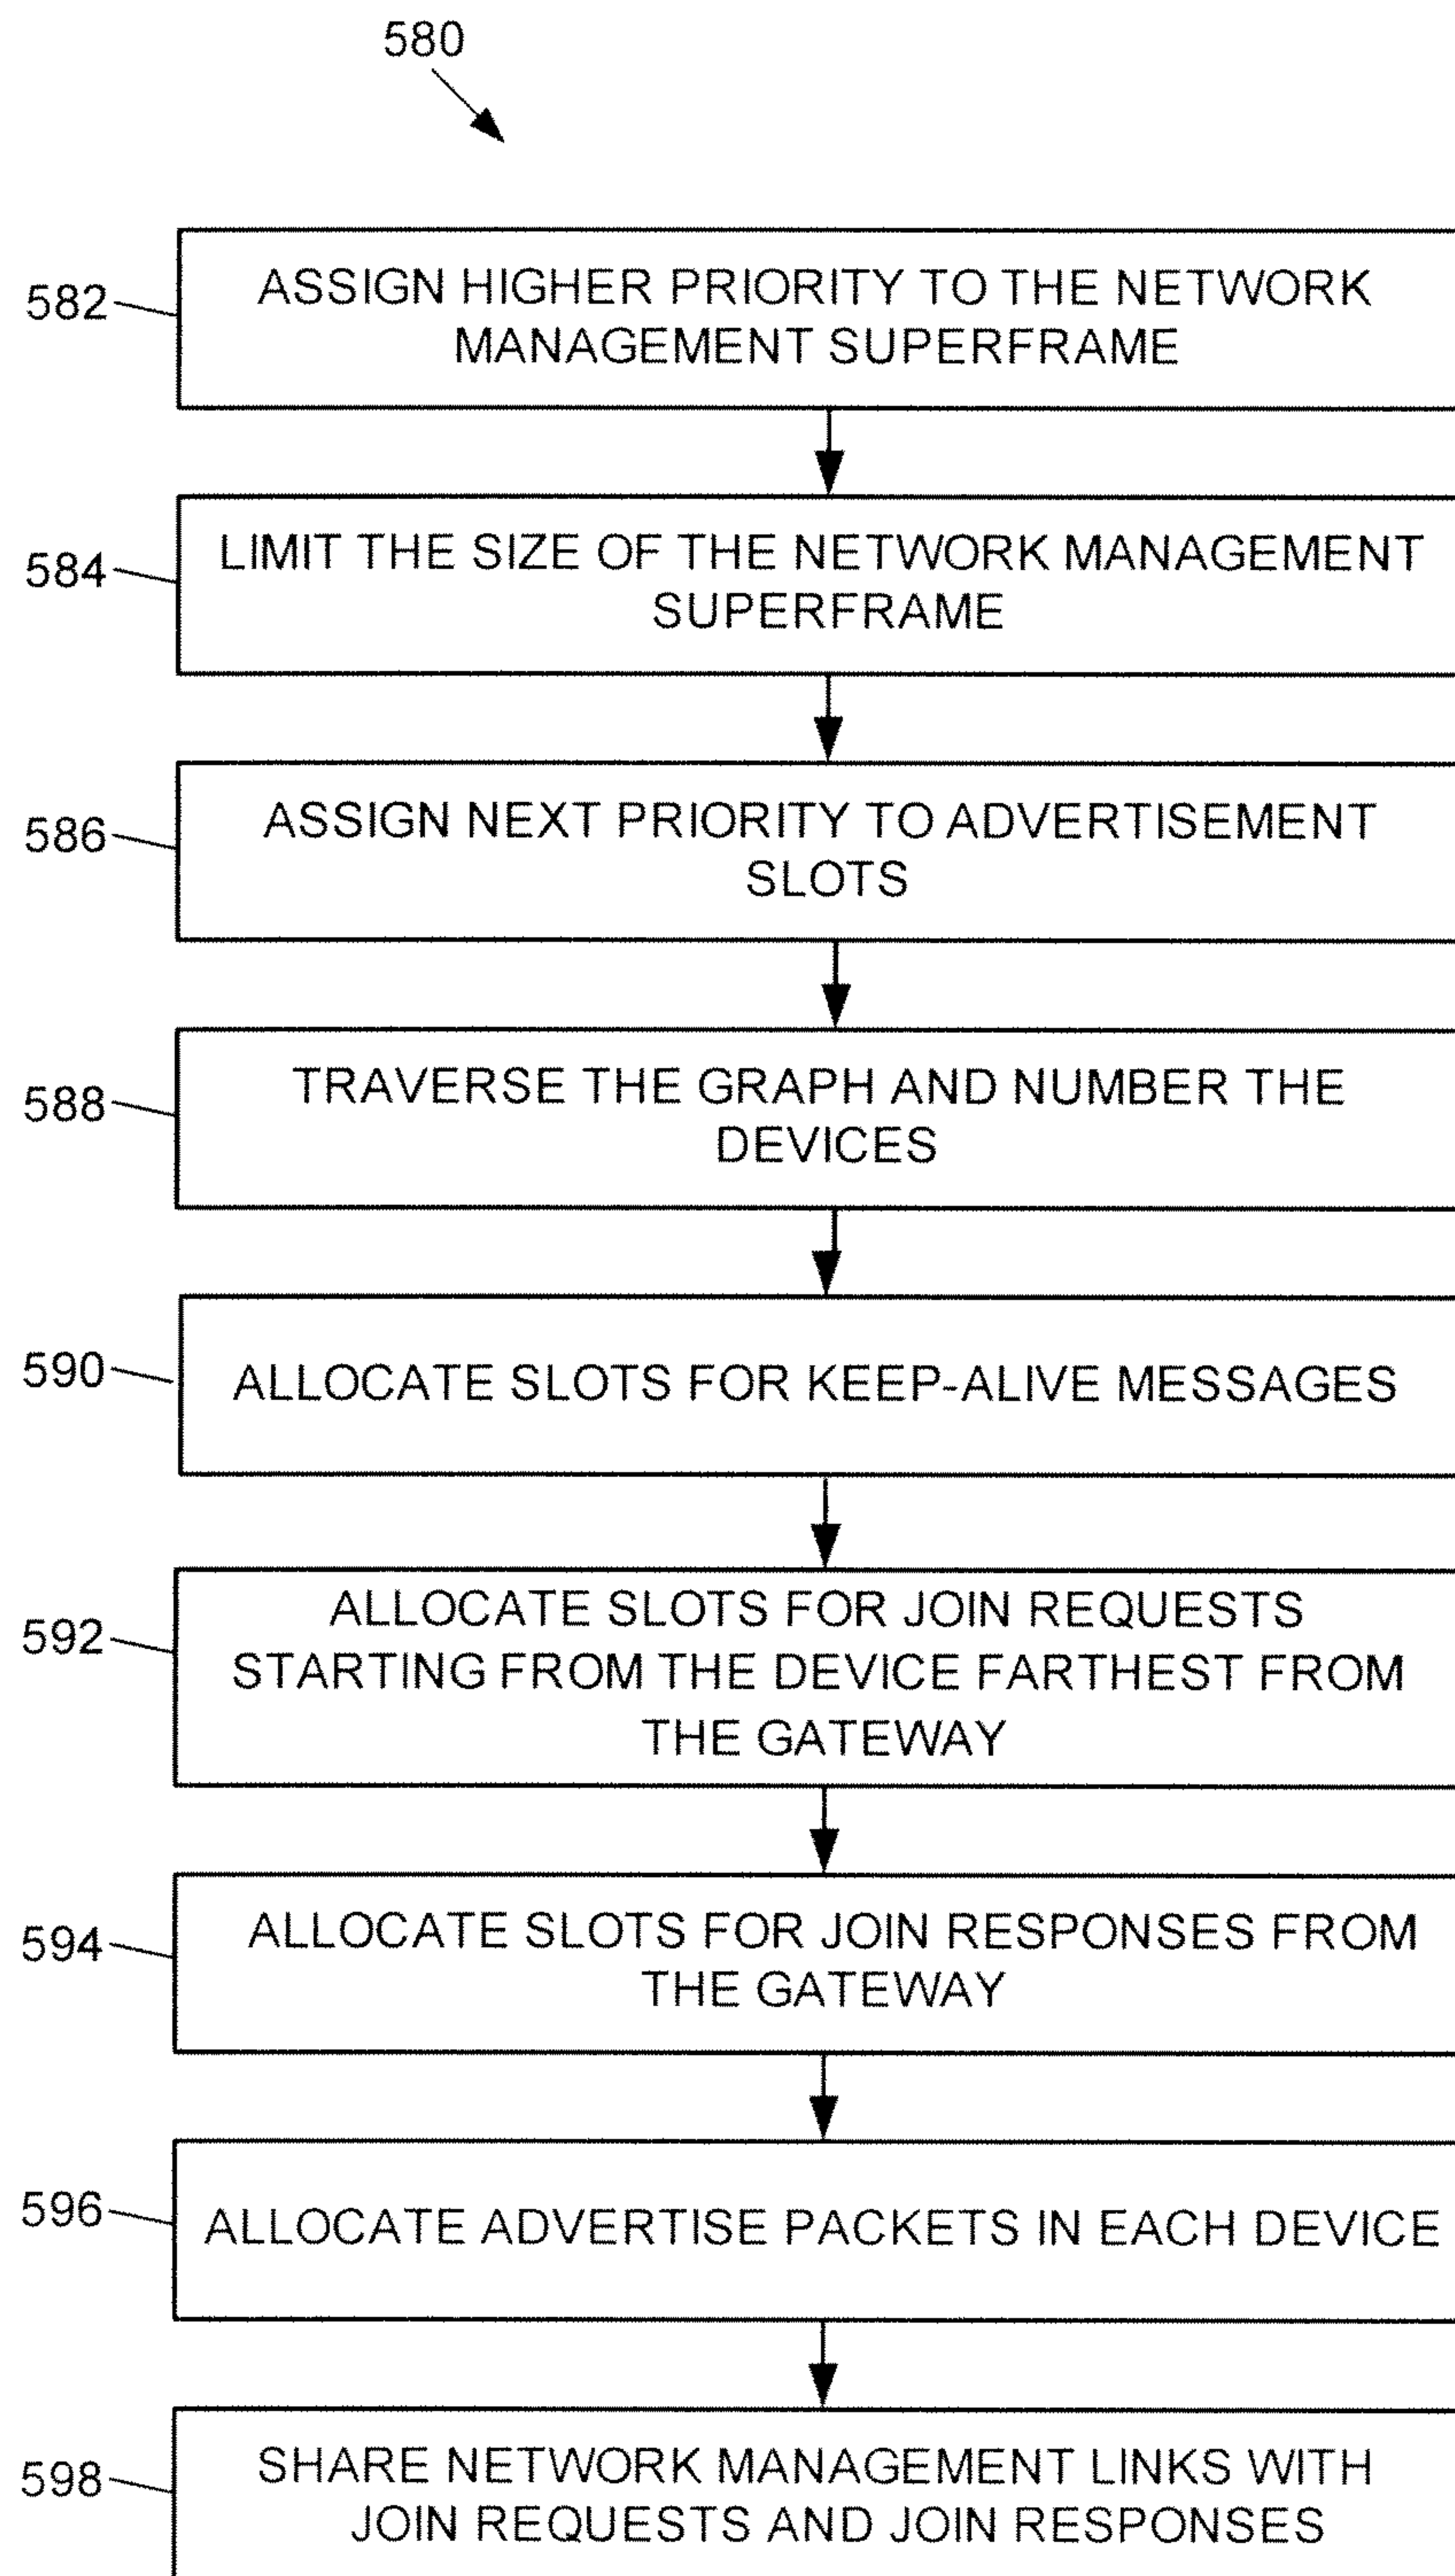 580
582
ASSIGN HIGHER PRIORITY TO THE NETWORK
MANAGEMENT SUPERFRAME
584
LIMIT THE SIZE OF THE NETWORK MANAGEMENT
SUPERFRAME
586
ASSIGN NEXT PRIORITY TO ADVERTISEMENT
SLOTS
588
TRAVERSE THE GRAPH AND NUMBER THE
DEVICES
590
ALLOCATE SLOTS FOR KEEP-ALIVE MESSAGES
592
ALLOCATE SLOTS FOR JOIN REQUESTS
STARTING FROM THE DEVICE FARTHEST FROM
THE GATEWAY
594
ALLOCATE SLOTS FOR JOIN RESPONSES FROM
THE GATEWAY
596
ALLOCATE ADVERTISE PACKETS IN EACH DEVICE
598
SHARE NETWORK MANAGEMENT LINKS WITH
JOIN REQUESTS AND JOIN RESPONSES